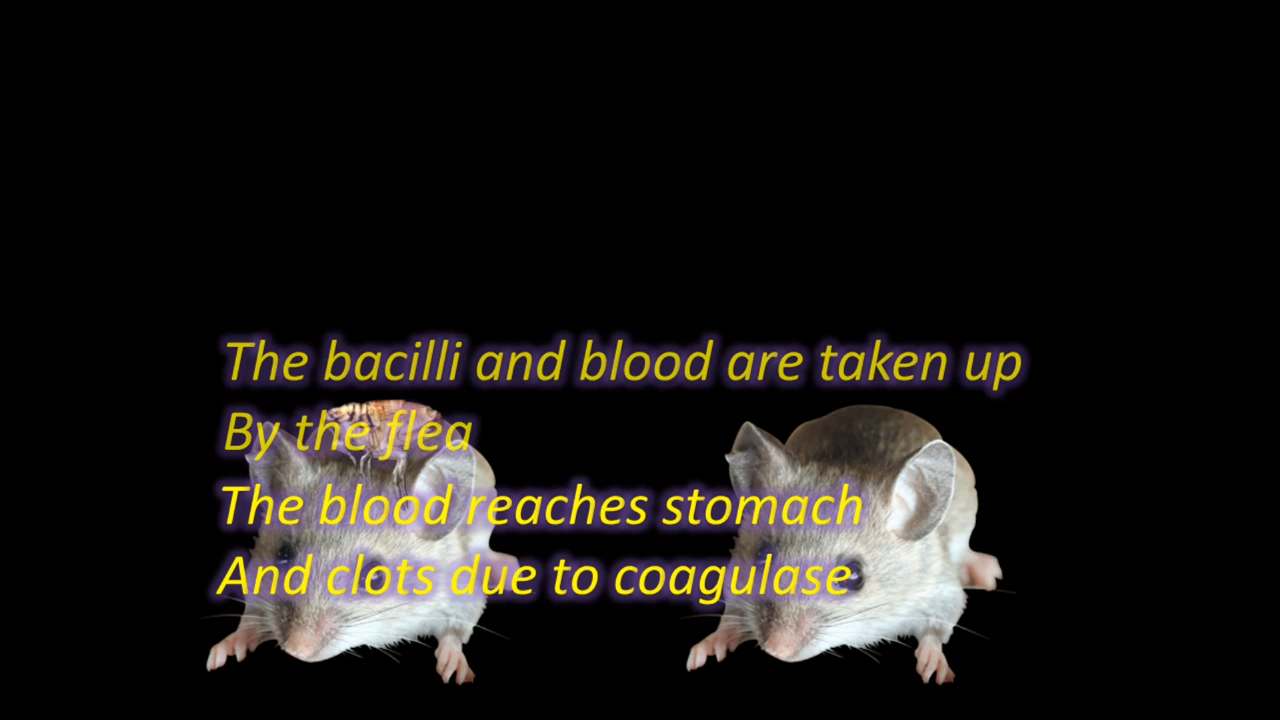 The bacilli and blood are taken up
By the flea
The blood reaches stomach
And clots due to coagulase